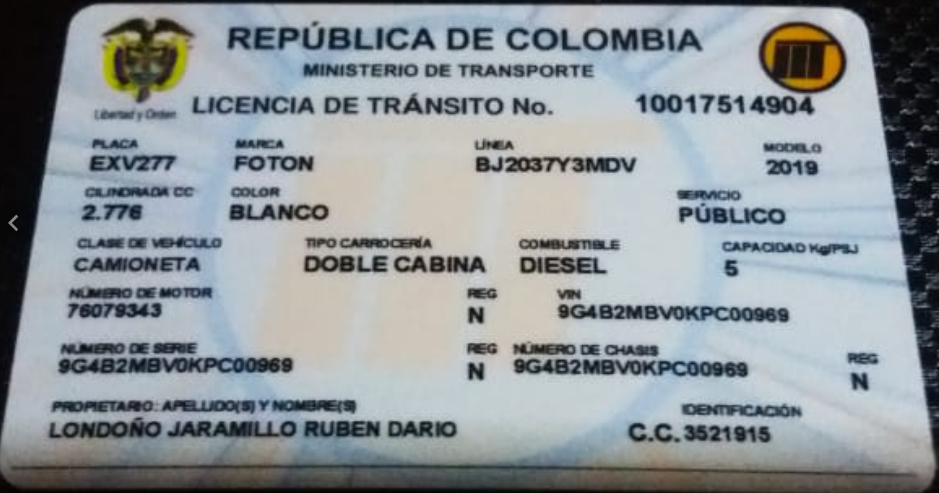 REPÚBLICA DE COLOMBIA
MINISTERIO DE TRANSPORTE
Libertad y Orden
LICENCIA DE TRÁNSITO No. 10017514904
PLACA MARCA LÍNEA MODELO
EXV277 FOTON BJ2037Y3MDV 2019
CILINDRADA CC COLOR SERVICIO
2.776 BLANCO PÚBLICO
CLASE DE VEHÍCULO TIPO CARROCERÍA COMBUSTIBLE CAPACIDAD Kg/PSJ
CAMIONETA DOBLE CABINA DIESEL 5
NÚMERO DE MOTOR REG VIN
76079343 N 9G4B2MBV0KPC00969
NÚMERO DE SERIE REG NÚMERO DE CHASIS REG
9G4B2MBV0KPC00969 N 9G4B2MBV0KPC00969 N
PROPIETARIO: APELLIDO(S) Y NOMBRE(S) IDENTIFICACIÓN
LONDOÑO JARAMILLO RUBEN DARIO C.C. 3521915